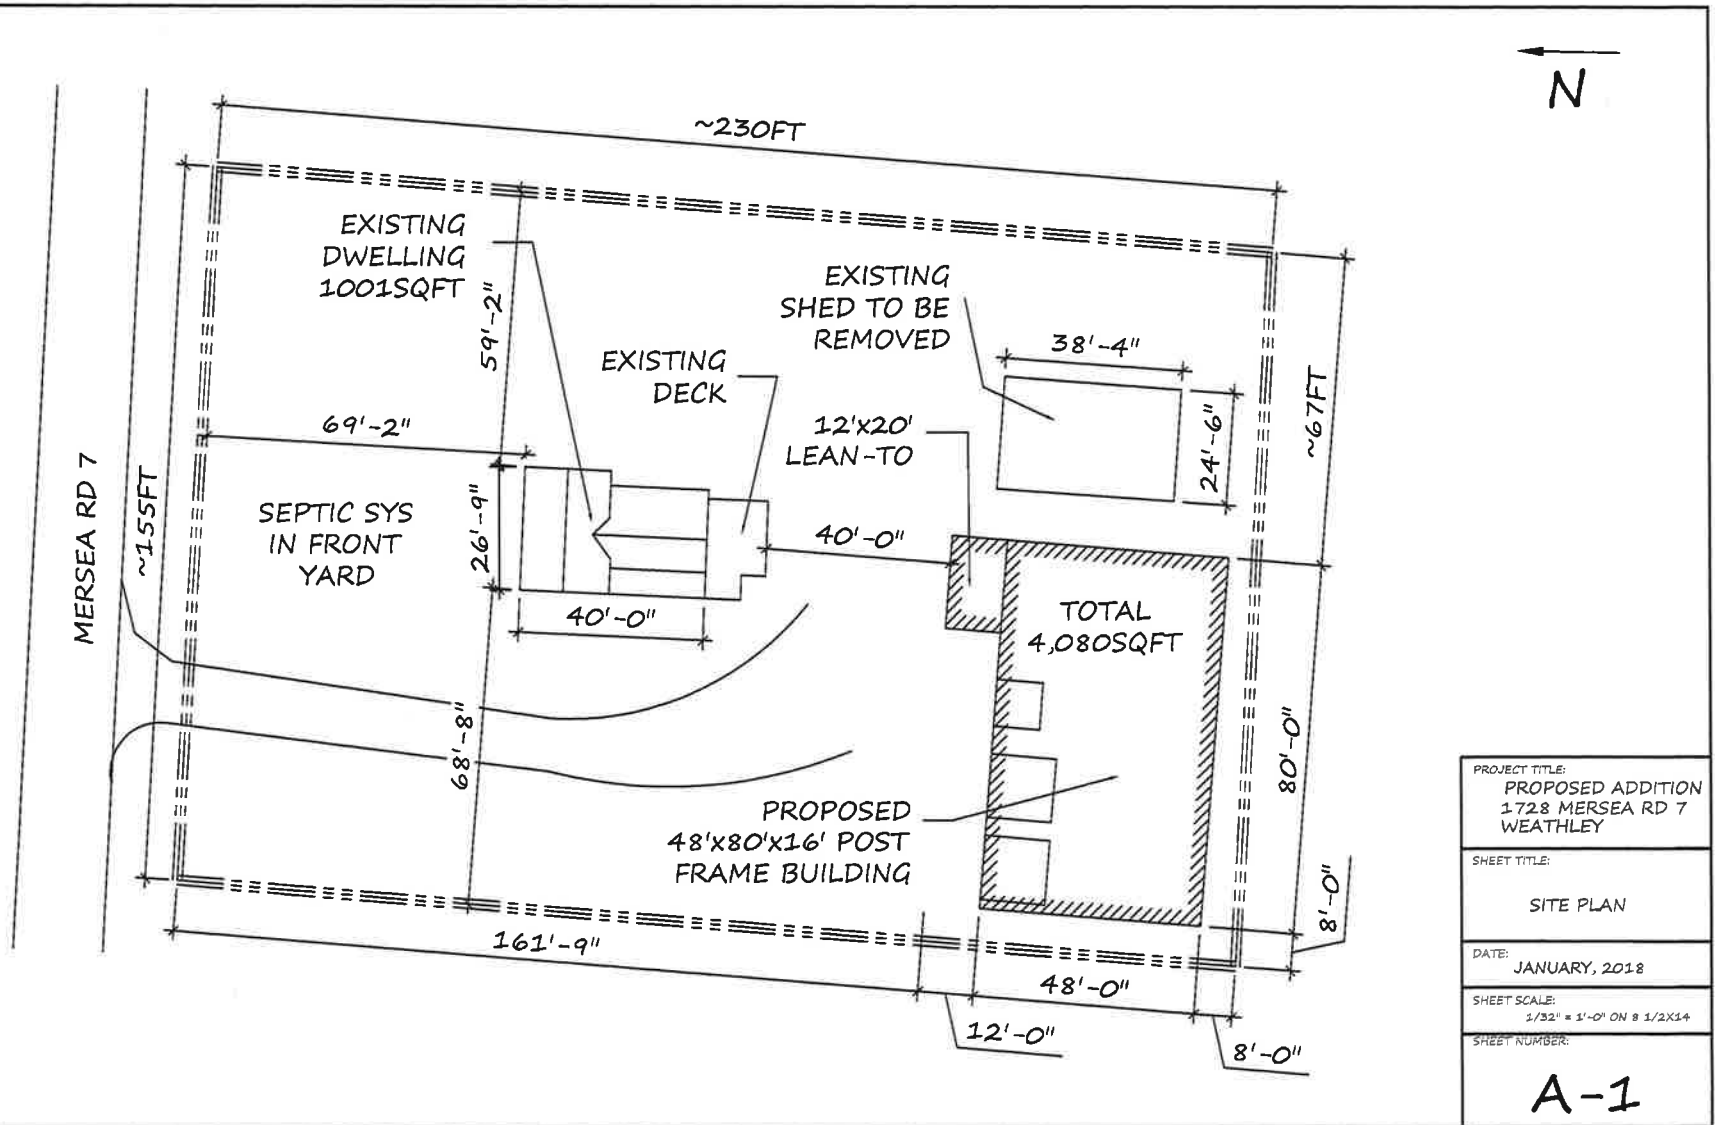 N
~230FT
EXISTING
DWELLING
1001SQFT
59'-2"
EXISTING
SHED TO BE
REMOVED
38'-4"
24'-6"
~67FT
EXISTING
DECK
12'X20'
LEAN-TO
69'-2"
MERSEA RD 7
~155FT
SEPTIC SYS
IN FRONT
YARD
26'-9"
40'-0"
40'-0"
TOTAL
4,080SQFT
68'-8"
80'-0"
PROPOSED
48'X80'X16' POST
FRAME BUILDING
8'-0"
161'-9"
48'-0"
12'-0"
8'-0"
PROJECT TITLE:
PROPOSED ADDITION
1728 MERSEA RD 7
WEATHLEY
SHEET TITLE:
SITE PLAN
DATE:
JANUARY, 2018
SHEET SCALE:
1/32" = 1'-0" ON 8 1/2X14
SHEET NUMBER:
A-1